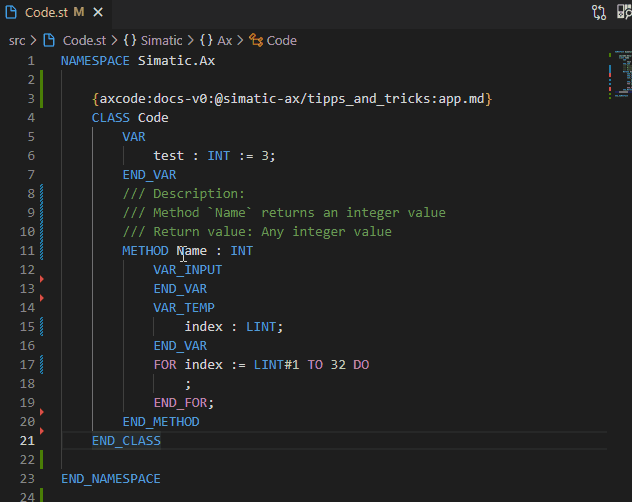 Code.st M
src > Code.st > {} Simatic > {} Ax > Code
1 NAMESPACE Simatic.Ax
2
3 {axcode:docs-v0:@simatic-ax/tipps_and_tricks:app.md}
4 CLASS Code
5 VAR
6 test : INT := 3;
7 END_VAR
8 /// Description:
9 /// Method `Name` returns an integer value
10 /// Return value: Any integer value
11 METHOD Name : INT
12 VAR_INPUT
13 END_VAR
14 VAR_TEMP
15 index : LINT;
16 END_VAR
17 FOR index := LINT#1 TO 32 DO
18 ;
19 END_FOR;
20 END_METHOD
21 END_CLASS
22
23 END_NAMESPACE
24